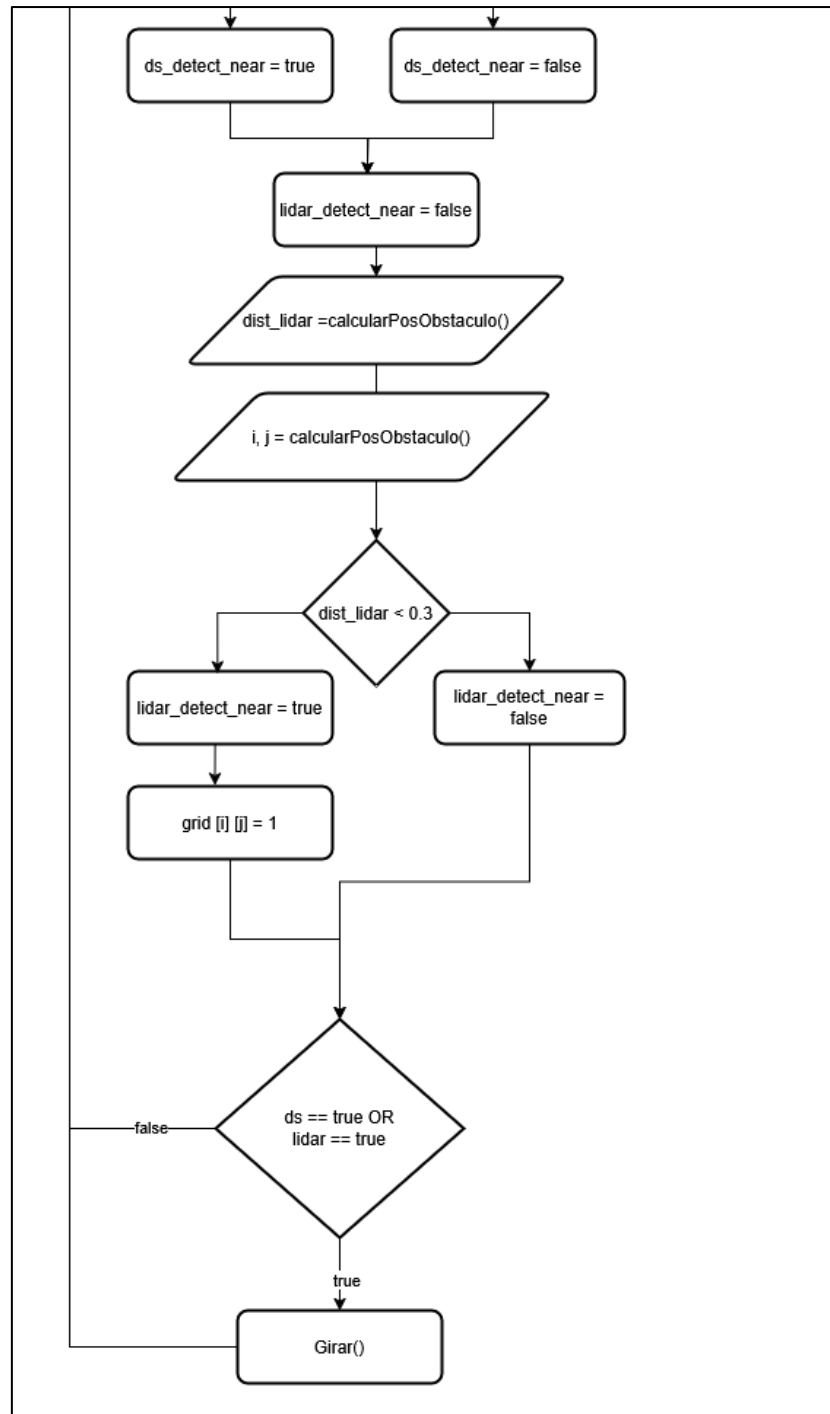 ds_detect_near = true
ds_detect_near = false
lidar_detect_near = false
dist_lidar =calcularPosObstaculo()
i, j = calcularPosObstaculo()
dist_lidar < 0.3
lidar_detect_near = true
lidar_detect_near =
false
grid [i] [j] = 1
ds == true OR
lidar == true
false
true
Girar()